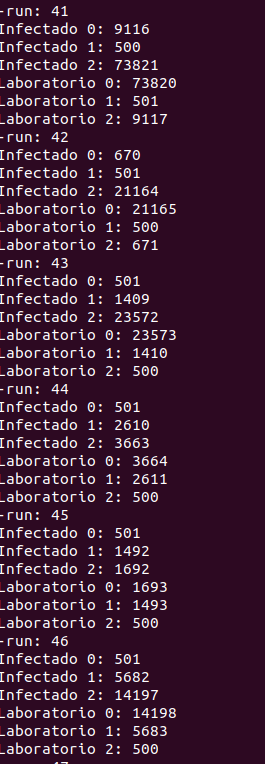 -run: 41
Infectado 0: 9116
Infectado 1: 500
Infectado 2: 73821
Laboratorio 0: 73820
Laboratorio 1: 501
Laboratorio 2: 9117
-run: 42
Infectado 0: 670
Infectado 1: 501
Infectado 2: 21164
Laboratorio 0: 21165
Laboratorio 1: 500
Laboratorio 2: 671
-run: 43
Infectado 0: 501
Infectado 1: 1409
Infectado 2: 23572
Laboratorio 0: 23573
Laboratorio 1: 1410
Laboratorio 2: 500
-run: 44
Infectado 0: 501
Infectado 1: 2610
Infectado 2: 3663
Laboratorio 0: 3664
Laboratorio 1: 2611
Laboratorio 2: 500
-run: 45
Infectado 0: 501
Infectado 1: 1492
Infectado 2: 1692
Laboratorio 0: 1693
Laboratorio 1: 1493
Laboratorio 2: 500
-run: 46
Infectado 0: 501
Infectado 1: 5682
Infectado 2: 14197
Laboratorio 0: 14198
Laboratorio 1: 5683
Laboratorio 2: 500